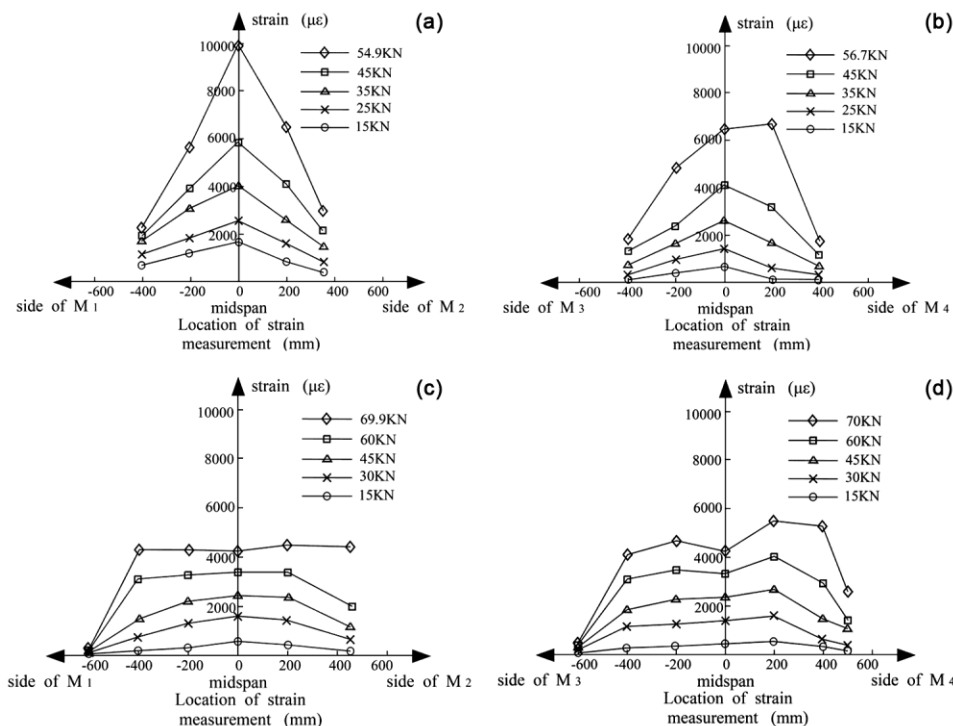 strain (με)
(a)
10000
8000
6000
4000
2000
54.9KN
45KN
35KN
25KN
15KN
-600 -400 -200 0 200 400 600
side of M1 midspan side of M2
Location of strain
measurement (mm)
strain (με)
(b)
10000
8000
6000
4000
2000
56.7KN
45KN
35KN
25KN
15KN
-600 -400 -200 0 200 400 600
side of M3 midspan side of M4
Location of strain
measurement (mm)
strain (με)
(c)
10000
8000
6000
4000
2000
69.9KN
60KN
45KN
30KN
15KN
-600 -400 -200 0 200 400 600
side of M1 midspan side of M2
Location of strain
measurement (mm)
strain (με)
(d)
10000
8000
6000
4000
2000
70KN
60KN
45KN
30KN
15KN
-600 -400 -200 0 200 400 600
side of M3 midspan side of M4
Location of strain
measurement (mm)